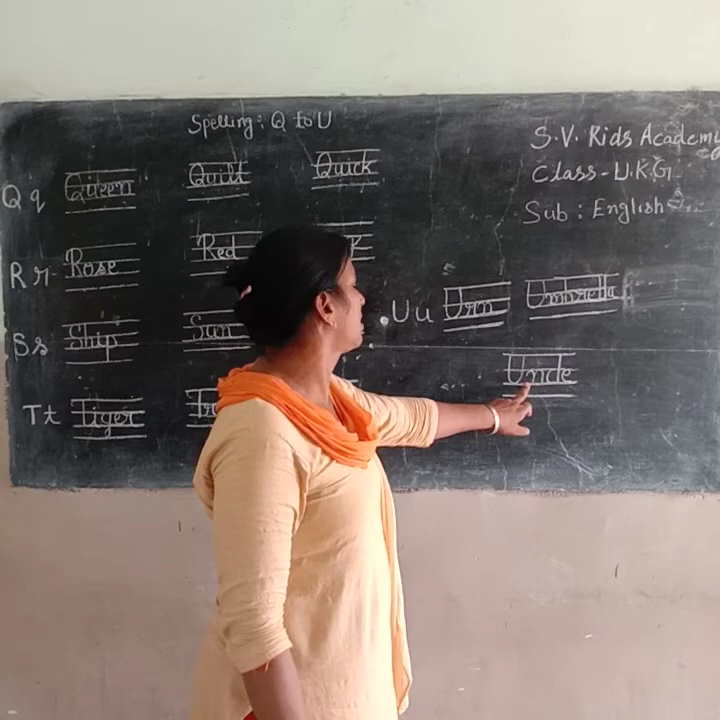 Spelling: Q to U
S.V. Kids Academy
Class - U.K.G
Sub : English
Q q Queen Quilt Quick
R r Rose Red
S s Ship Sun
T t Tiger
U u Urn Umbrella
Uncle